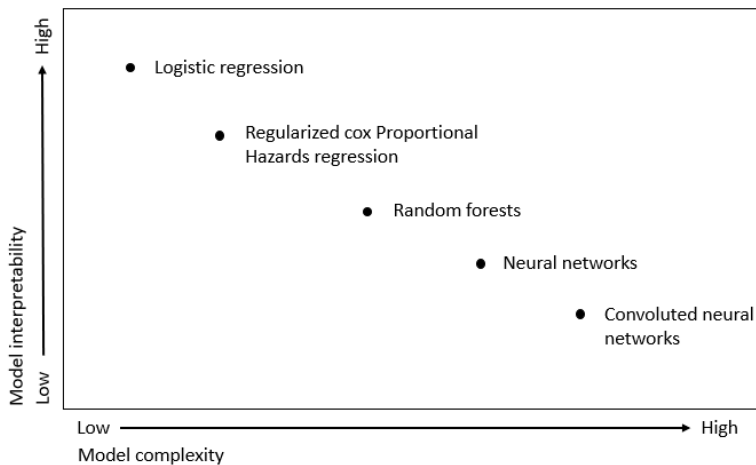 High
Model interpretability
Low
Logistic regression
Regularized cox Proportional
Hazards regression
Random forests
Neural networks
Convoluted neural
networks
Low
High
Model complexity